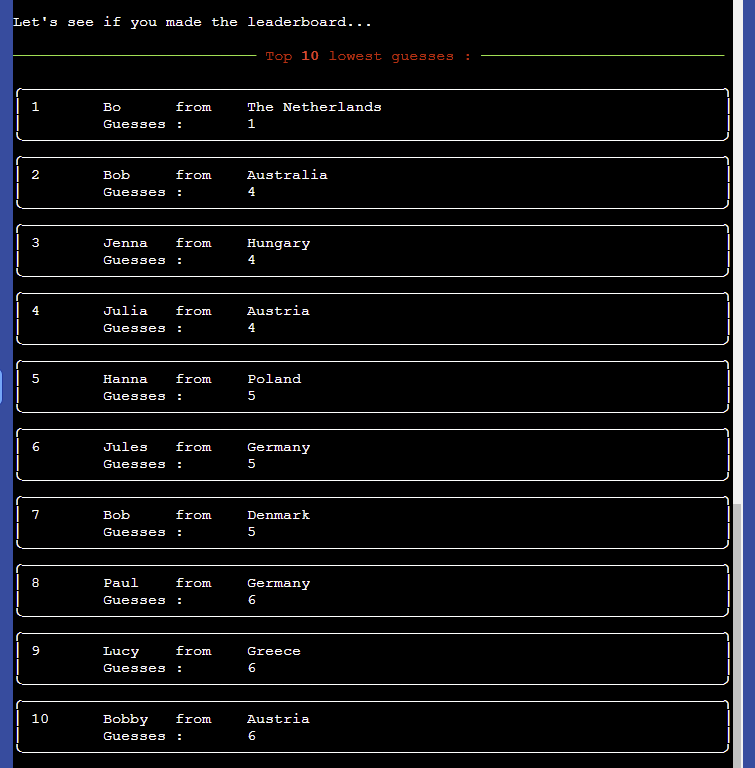 Let's see if you made the leaderboard...
Top 10 lowest guesses :
1 Bo from The Netherlands
Guesses : 1
2 Bob from Australia
Guesses : 4
3 Jenna from Hungary
Guesses : 4
4 Julia from Austria
Guesses : 4
5 Hanna from Poland
Guesses : 5
6 Jules from Germany
Guesses : 5
7 Bob from Denmark
Guesses : 5
8 Paul from Germany
Guesses : 6
9 Lucy from Greece
Guesses : 6
10 Bobby from Austria
Guesses : 6